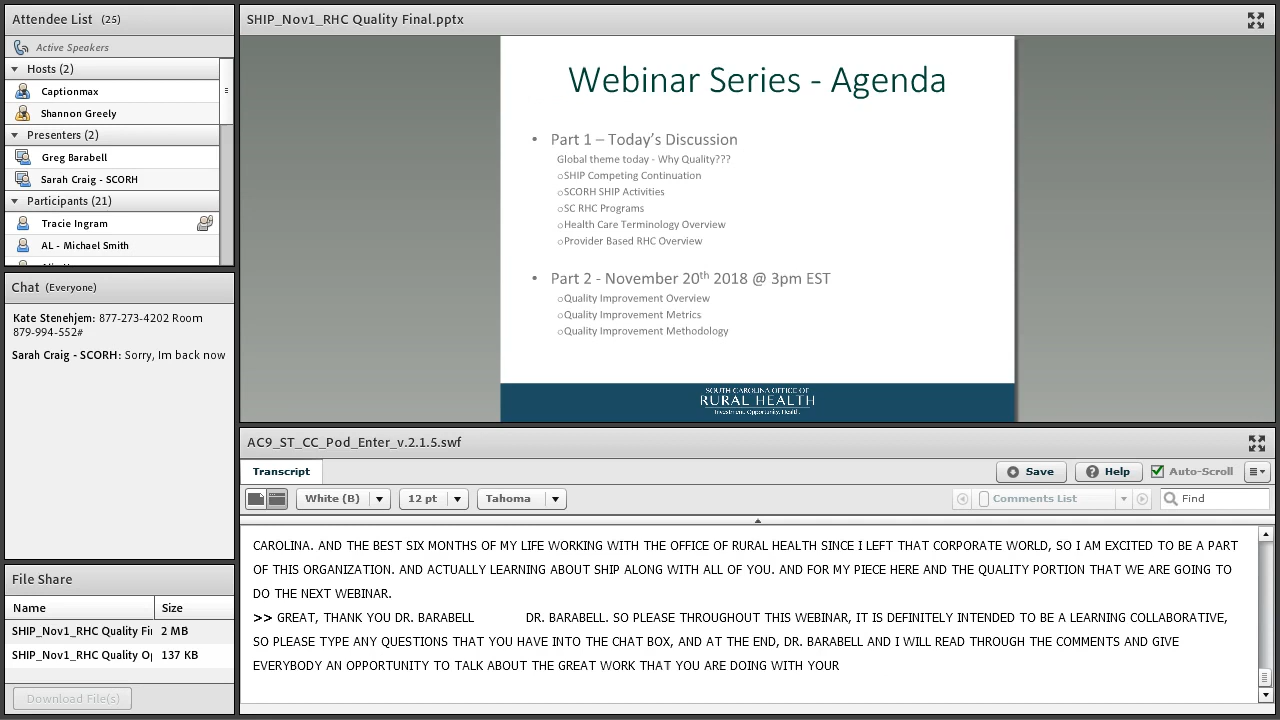 Attendee List (25)
Active Speakers
Hosts (2)
Captionmax
Shannon Greely
Presenters (2)
Greg Barabell
Sarah Craig - SCORH
Participants (21)
Tracie Ingram
AL - Michael Smith
Chat (Everyone)
Kate Stenehjem: 877-273-4202 Room
879-994-552#
Sarah Craig - SCORH: Sorry, Im back now
File Share
Name Size
SHIP_Nov1_RHC Quality Fi 2 MB
SHIP_Nov1_RHC Quality O 137 KB
Download File(s)
SHIP_Nov1_RHC Quality Final.pptx
Webinar Series - Agenda
• Part 1 – Today's Discussion
Global theme today - Why Quality???
oSHIP Competing Continuation
oSCORH SHIP Activities
oSC RHC Programs
oHealth Care Terminology Overview
oProvider Based RHC Overview
• Part 2 - November 20th 2018 @ 3pm EST
oQuality Improvement Overview
oQuality Improvement Metrics
oQuality Improvement Methodology
SOUTH CAROLINA OFFICE OF
RURAL HEALTH
Investment. Opportunity. Health.
AC9_ST_CC_Pod_Enter_v.2.1.5.swf
Transcript Save Help Auto-Scroll
White (B) 12 pt Tahoma Comments List Find
CAROLINA. AND THE BEST SIX MONTHS OF MY LIFE WORKING WITH THE OFFICE OF RURAL HEALTH SINCE I LEFT THAT CORPORATE WORLD, SO I AM EXCITED TO BE A PART
OF THIS ORGANIZATION. AND ACTUALLY LEARNING ABOUT SHIP ALONG WITH ALL OF YOU. AND FOR MY PIECE HERE AND THE QUALITY PORTION THAT WE ARE GOING TO
DO THE NEXT WEBINAR.
>> GREAT, THANK YOU DR. BARABELL DR. BARABELL. SO PLEASE THROUGHOUT THIS WEBINAR, IT IS DEFINITELY INTENDED TO BE A LEARNING COLLABORATIVE,
SO PLEASE TYPE ANY QUESTIONS THAT YOU HAVE INTO THE CHAT BOX, AND AT THE END, DR. BARABELL AND I WILL READ THROUGH THE COMMENTS AND GIVE
EVERYBODY AN OPPORTUNITY TO TALK ABOUT THE GREAT WORK THAT YOU ARE DOING WITH YOUR